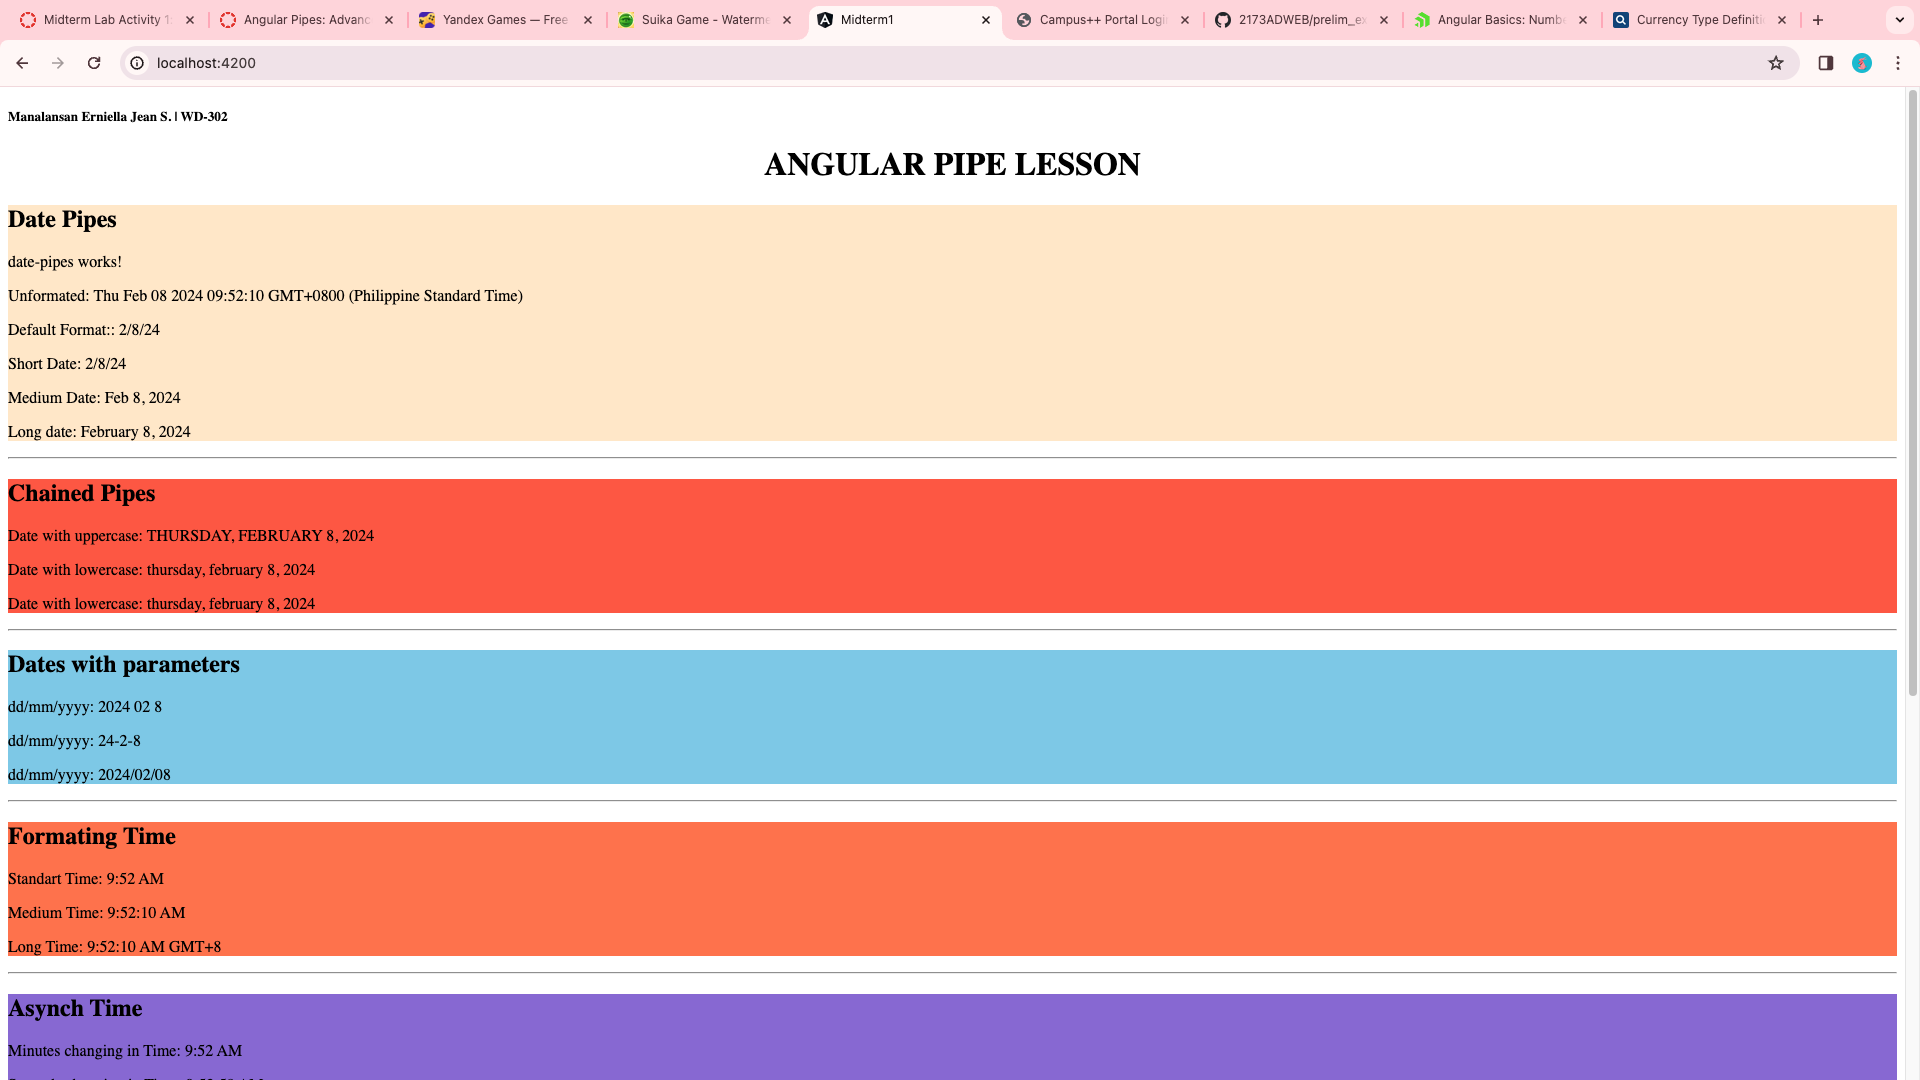 Midterm Lab Activity 1:
Angular Pipes: Advanc
Yandex Games — Free
Suika Game - Waterme
Midterm1
Campus++ Portal Logi
2173ADWEB/prelim_ex
Angular Basics: Numb
Currency Type Definiti
localhost:4200
Manalansan Erniella Jean S. | WD-302
ANGULAR PIPE LESSON
Date Pipes
date-pipes works!
Unformated: Thu Feb 08 2024 09:52:10 GMT+0800 (Philippine Standard Time)
Default Format:: 2/8/24
Short Date: 2/8/24
Medium Date: Feb 8, 2024
Long date: February 8, 2024
Chained Pipes
Date with uppercase: THURSDAY, FEBRUARY 8, 2024
Date with lowercase: thursday, february 8, 2024
Date with lowercase: thursday, february 8, 2024
Dates with parameters
dd/mm/yyyy: 2024 02 8
dd/mm/yyyy: 24-2-8
dd/mm/yyyy: 2024/02/08
Formating Time
Standart Time: 9:52 AM
Medium Time: 9:52:10 AM
Long Time: 9:52:10 AM GMT+8
Asynch Time
Minutes changing in Time: 9:52 AM